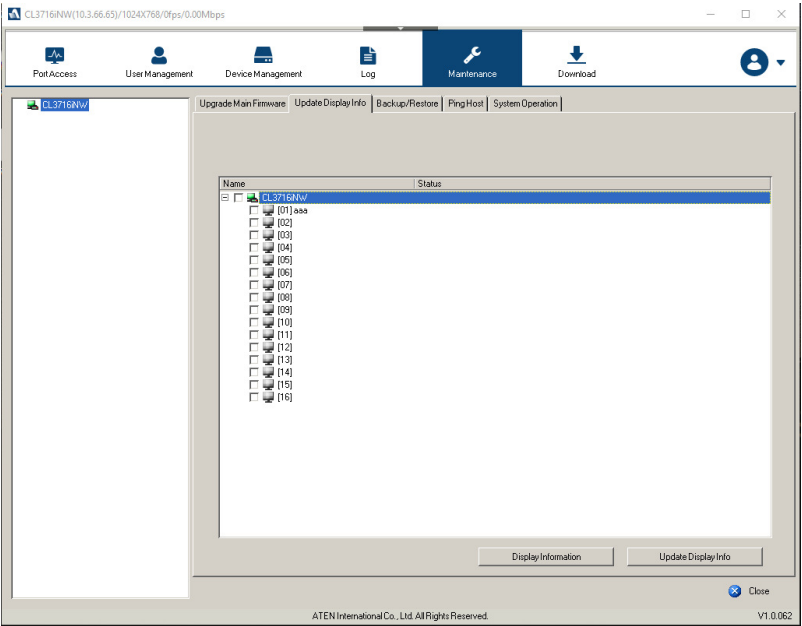 CL3716iNW(10.3.66.65)/1024X768/0fps/0.00Mbps
Port Access
User Management
Device Management
Log
Maintenance
Download
CL3716iNW
Upgrade Main Firmware
Update Display Info
Backup/Restore
Ping Host
System Operation
Name
Status
CL3716iNW
[01] aaa
[02]
[03]
[04]
[05]
[06]
[07]
[08]
[09]
[10]
[11]
[12]
[13]
[14]
[15]
[16]
Display Information
Update Display Info
Close
ATEN International Co., Ltd. All Rights Reserved.
V1.0.062